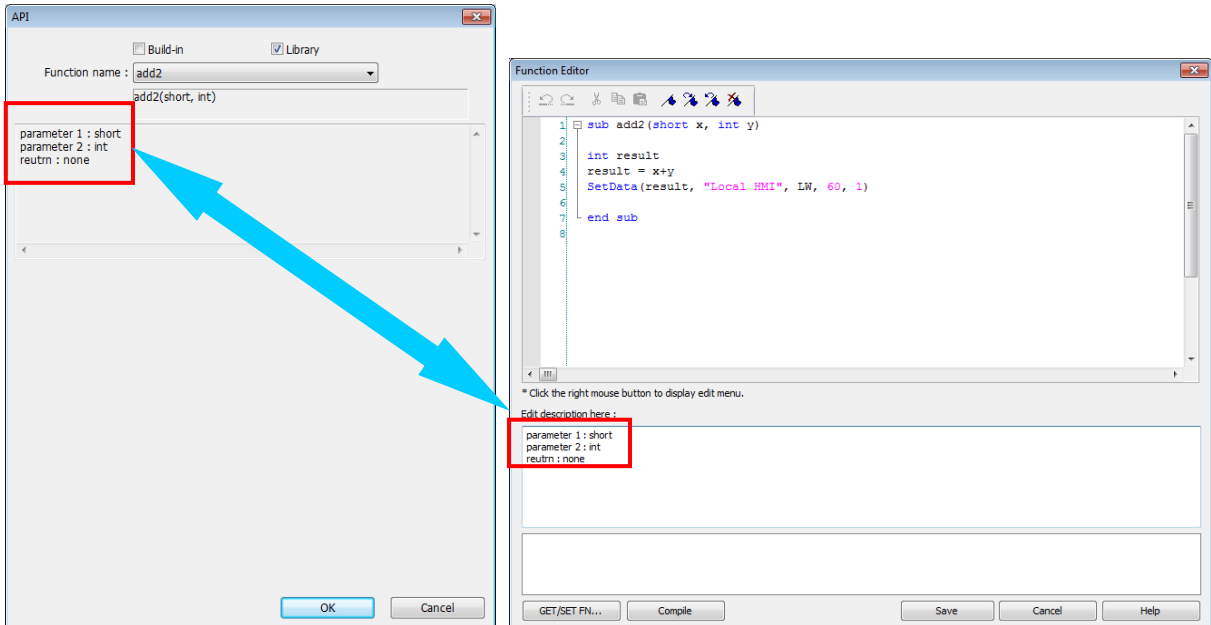 API
Build-in
Library
Function name :
add2
add2(short, int)
parameter 1 : short
parameter 2 : int
reutrn : none
OK
Cancel
Function Editor
1 sub add2(short x, int y)
2
3 int result
4 result = x+y
5 SetData(result, "Local HMI", LW, 60, 1)
6
7 end sub
8
* Click the right mouse button to display edit menu.
Edit description here :
parameter 1 : short
parameter 2 : int
reutrn : none
GET/SET FN...
Compile
Save
Cancel
Help